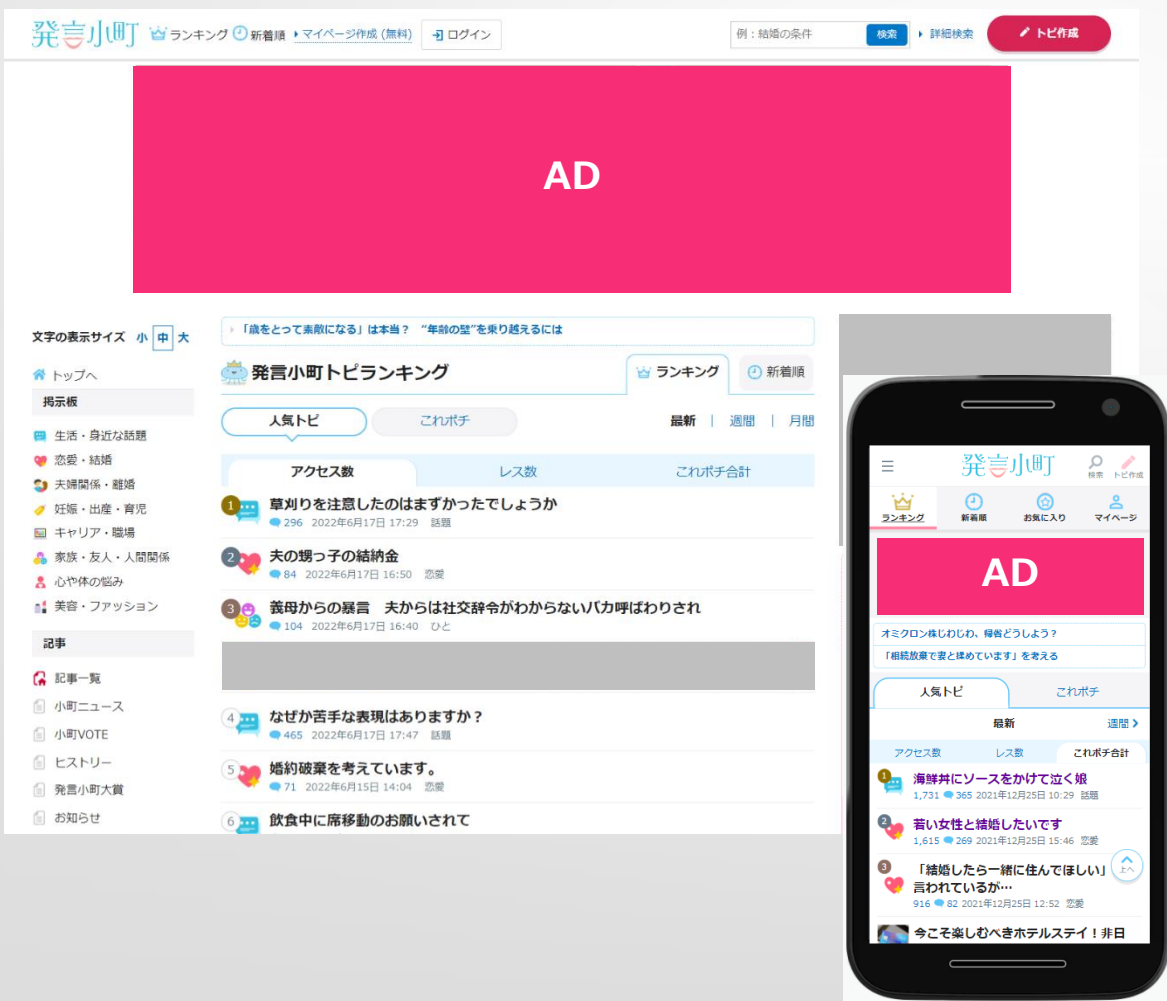 発言小町 ランキング 新着順 マイページ作成 (無料) ログイン 例：結婚の条件 検索 詳細検索 トピ作成
AD
文字の表示サイズ 小 中 大
トップへ
掲示板
生活・身近な話題
恋愛・結婚
夫婦関係・離婚
妊娠・出産・育児
キャリア・職場
家族・友人・人間関係
心や体の悩み
美容・ファッション
記事
記事一覧
小町ニュース
小町VOTE
ヒストリー
発言小町大賞
お知らせ
「歳をとって素敵になる」は本当？ “年齢の壁”を乗り越えるには
発言小町トピランキング ランキング 新着順
人気トピ これポチ 最新 | 週間 | 月間
アクセス数 レス数 これポチ合計
1 草刈りを注意したのはまずかったでしょうか
296 2022年6月17日 17:29 話題
2 夫の甥っ子の結納金
84 2022年6月17日 16:50 恋愛
3 義母からの暴言　夫からは社交辞令がわからないバカ呼ばわりされ
104 2022年6月17日 16:40 ひと
4 なぜか苦手な表現はありますか？
465 2022年6月17日 17:47 話題
5 婚約破棄を考えています。
71 2022年6月15日 14:04 恋愛
6 飲食中に席移動のお願いされて
発言小町 検索 トピ作成
ランキング 新着順 お気に入り マイページ
AD
オミクロン株じわじわ、帰省どうしよう？
「相続放棄で妻と揉めています」を考える
人気トピ これポチ
最新 週間
アクセス数 レス数 これポチ合計
1 海鮮丼にソースをかけて泣く娘
1,731 365 2021年12月25日 10:29 話題
2 若い女性と結婚したいです
1,615 269 2021年12月25日 15:46 恋愛
3 「結婚したら一緒に住んでほしい」
言われているが…
916 82 2021年12月25日 12:52 恋愛
上へ
今こそ楽しむべきホテルステイ！非日